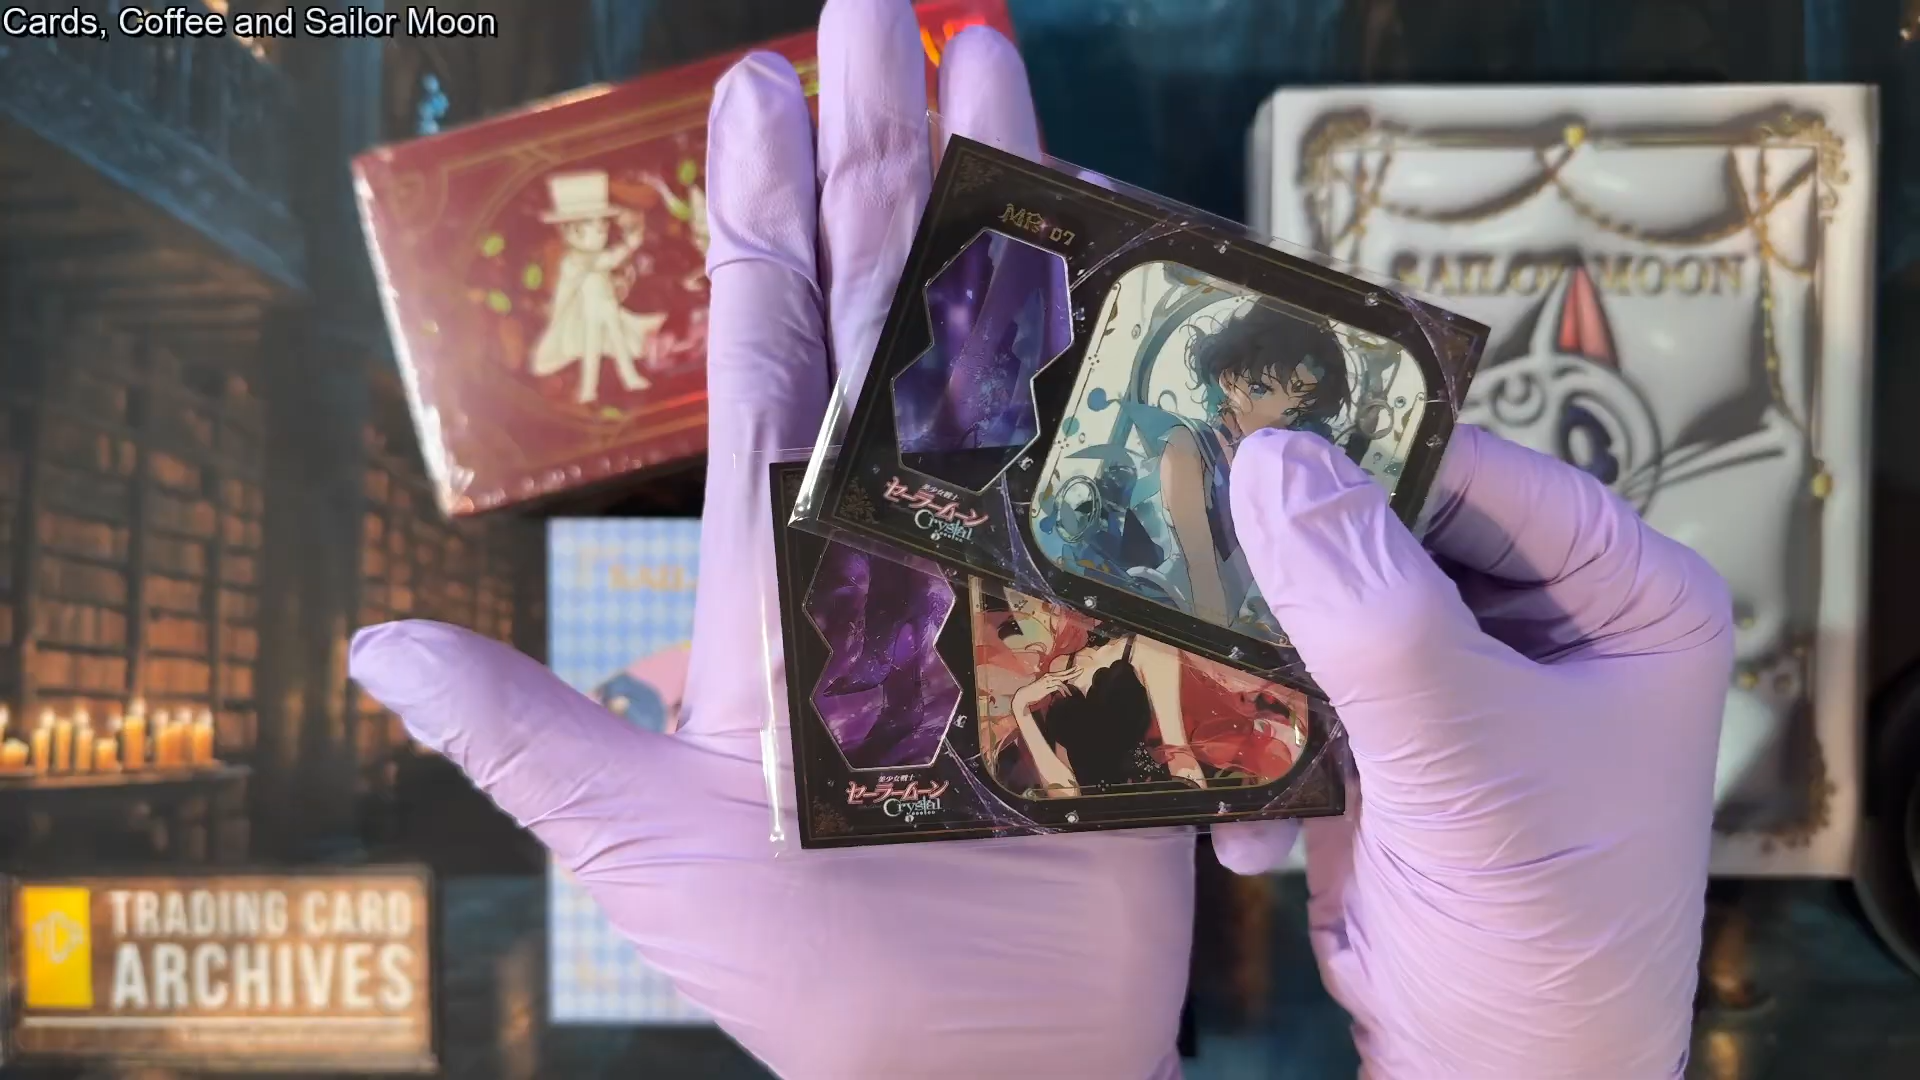 Cards, Coffee and Sailor Moon
MR 07
SAILOR MOON
美少女戦士
セーラームーン
Crystal
美少女戦士
セーラームーン
Crystal
TRADING CARD
ARCHIVES